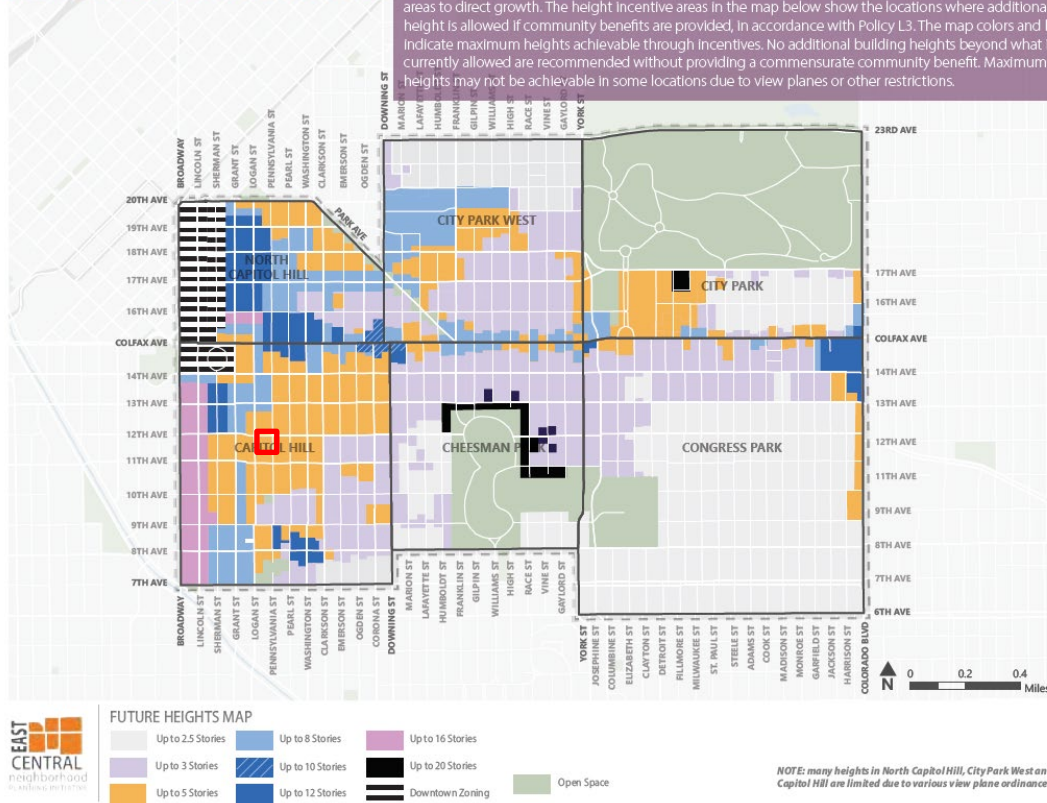 areas to direct growth. The height incentive areas in the map below show the locations where additiona
height is allowed if community benefits are provided, in accordance with Policy L3. The map colors and
indicate maximum heights achievable through incentives. No additional building heights beyond what
currently allowed are recommended without providing a commensurate community benefit. Maximum
heights may not be achievable in some locations due to view planes or other restrictions.
DOWNING ST
MARION ST
LAFAYETTE ST
HUMBOLDT ST
FRANKLIN ST
GILPIN ST
WILLIAMS ST
HIGH ST
RACE ST
VINE ST
GAYLORD ST
YORK ST
23RD AVE
BROADWAY
LINCOLN ST
SHERMAN ST
GRANT ST
LOGAN ST
PENNSYLVANIA ST
PEARL ST
WASHINGTON ST
CLARKSON ST
EMERSON ST
OGDEN ST
PARK AVE
20TH AVE
19TH AVE
18TH AVE
17TH AVE
16TH AVE
COLFAX AVE
14TH AVE
13TH AVE
12TH AVE
11TH AVE
10TH AVE
9TH AVE
8TH AVE
7TH AVE
NORTH
CAPITOL HILL
CITY PARK WEST
CITY PARK
CAPITOL HILL
CHEESMAN PARK
CONGRESS PARK
17TH AVE
16TH AVE
COLFAX AVE
14TH AVE
13TH AVE
12TH AVE
11TH AVE
9TH AVE
8TH AVE
7TH AVE
6TH AVE
BROADWAY
LINCOLN ST
SHERMAN ST
GRANT ST
LOGAN ST
PENNSYLVANIA ST
PEARL ST
WASHINGTON ST
CLARKSON ST
EMERSON ST
OGDEN ST
CORONA ST
DOWNING ST
MARION ST
LAFAYETTE ST
HUMBOLDT ST
FRANKLIN ST
GILPIN ST
WILLIAMS ST
HIGH ST
RACE ST
VINE ST
GAYLORD ST
YORK ST
JOSEPHINE ST
COLUMBINE ST
ELIZABETH ST
CLAYTON ST
DETROIT ST
FILLMORE ST
MILWAUKEE ST
ST. PAUL ST
STEELE ST
ADAMS ST
COOK ST
MADISON ST
MONROE ST
GARFIELD ST
JACKSON ST
HARRISON ST
COLORADO BLVD
N
0 0.2 0.4
Miles
EAST
CENTRAL
neighborhood
PLANNING INITIATIVE
FUTURE HEIGHTS MAP
Up to 2.5 Stories
Up to 3 Stories
Up to 5 Stories
Up to 8 Stories
Up to 10 Stories
Up to 12 Stories
Up to 16 Stories
Up to 20 Stories
Downtown Zoning
Open Space
NOTE: many heights in North Capitol Hill, City Park West an
Capitol Hill are limited due to various view plane ordinance